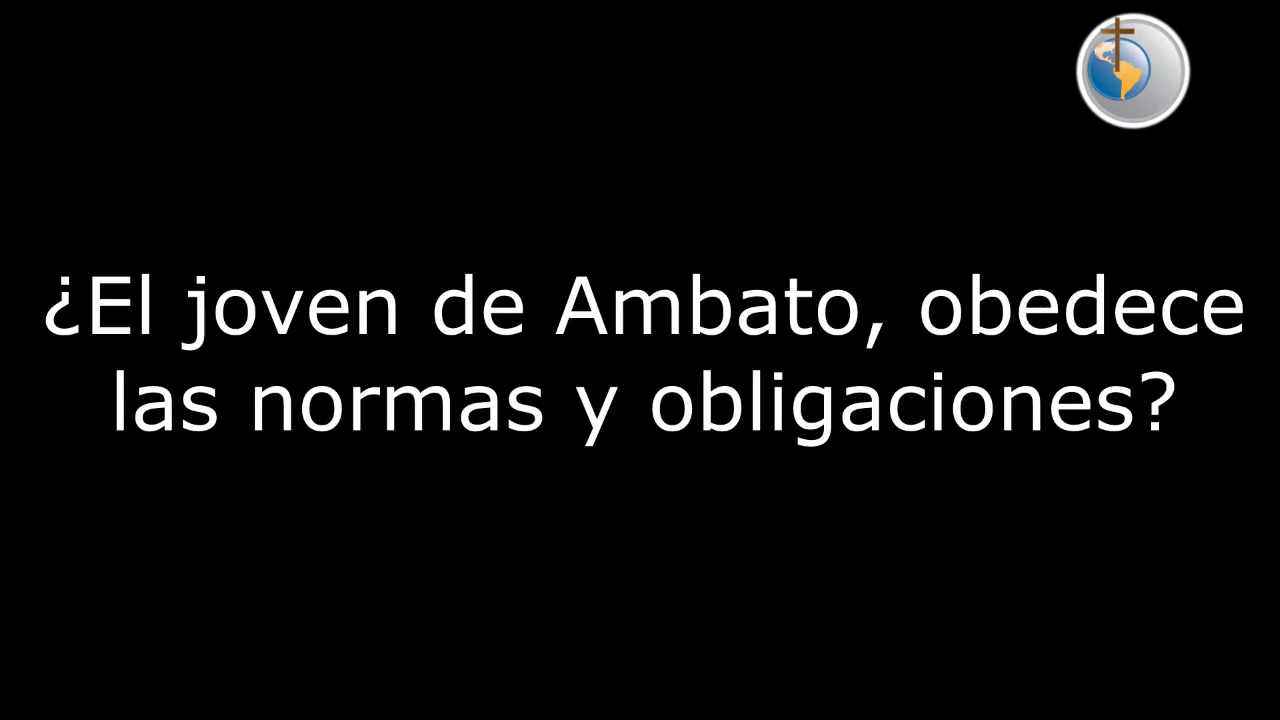 ¿El joven de Ambato, obedece
las normas y obligaciones?